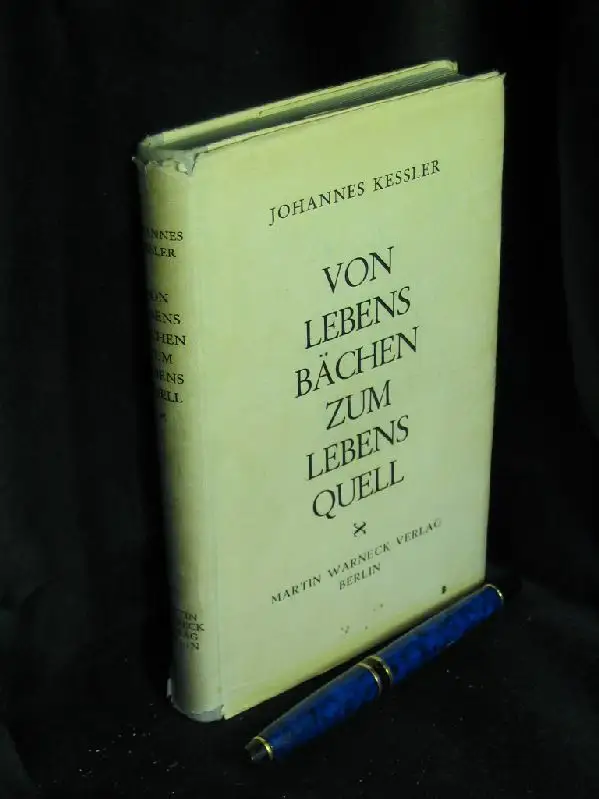 JOHANNES KESSLER
VON
LEBENS
BÄCHEN
ZUM
LEBENS
QUELL
MARTIN WARNECK VERLAG
BERLIN